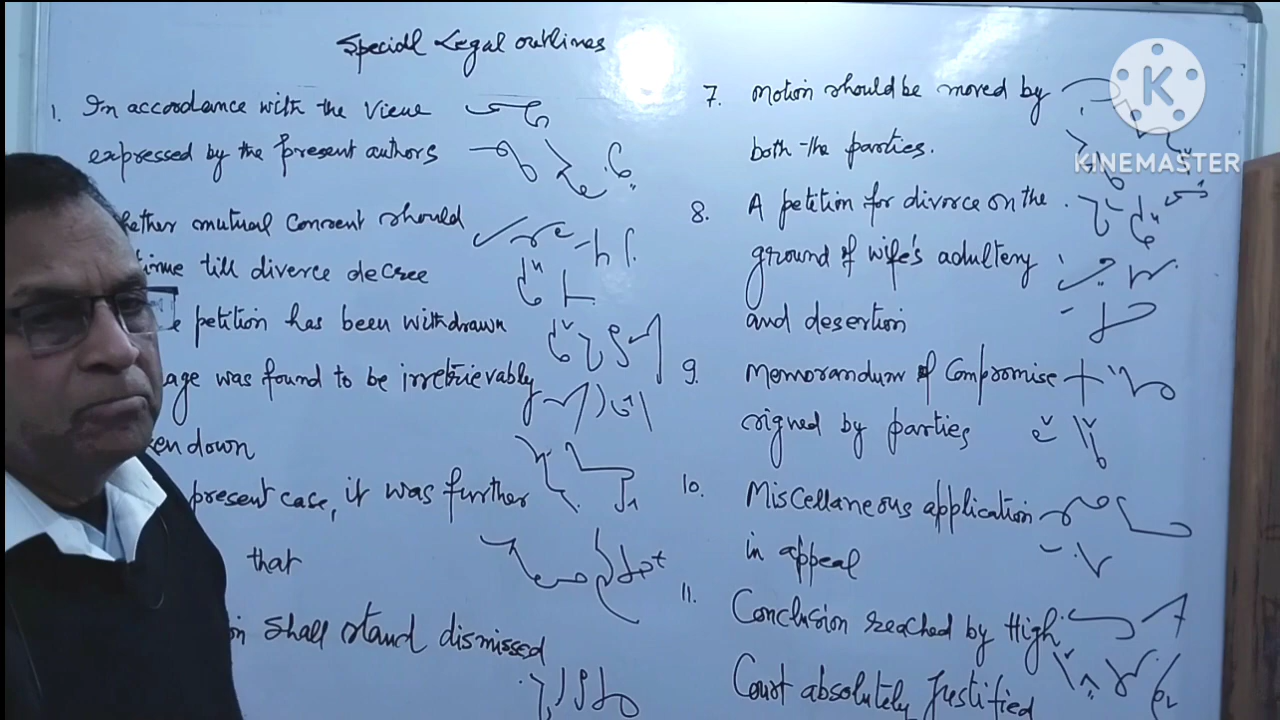 Special Legal outlines
1. In accordance with the view
expressed by the present authors
hether mutual consent should
tinue till diverce decree
e petition has been withdrawn
age was found to be irretrievably
en down
present case, it was further
that
on shall stand dismissed
7. Motion should be moved by
both the parties.
8. A petition for divorce on the
ground of wife's adultery
and desertion
9. Memorandum of Compromise
signed by parties
10. Miscellaneous application
in appeal
11. Conclusion reached by High
Court absolutely Justified
K
KINEMASTER